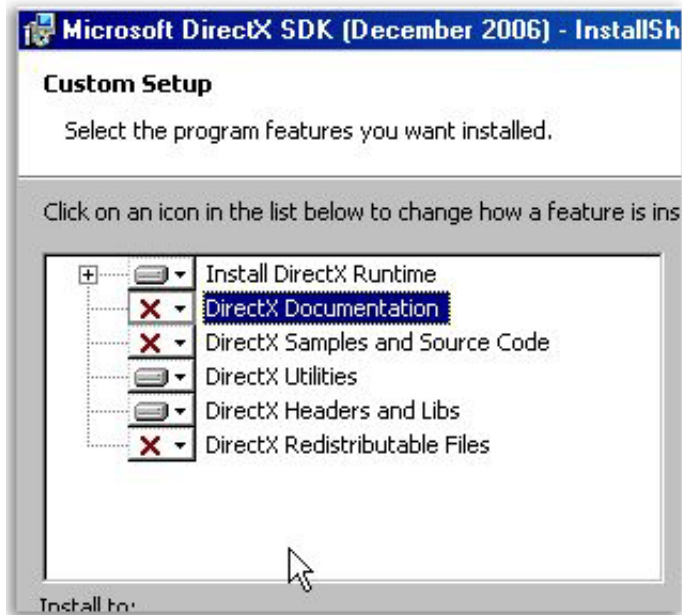 Microsoft DirectX SDK (December 2006) - InstallSh
Custom Setup
Select the program features you want installed.
Click on an icon in the list below to change how a feature is ins
Install DirectX Runtime
DirectX Documentation
DirectX Samples and Source Code
DirectX Utilities
DirectX Headers and Libs
DirectX Redistributable Files
Install to: